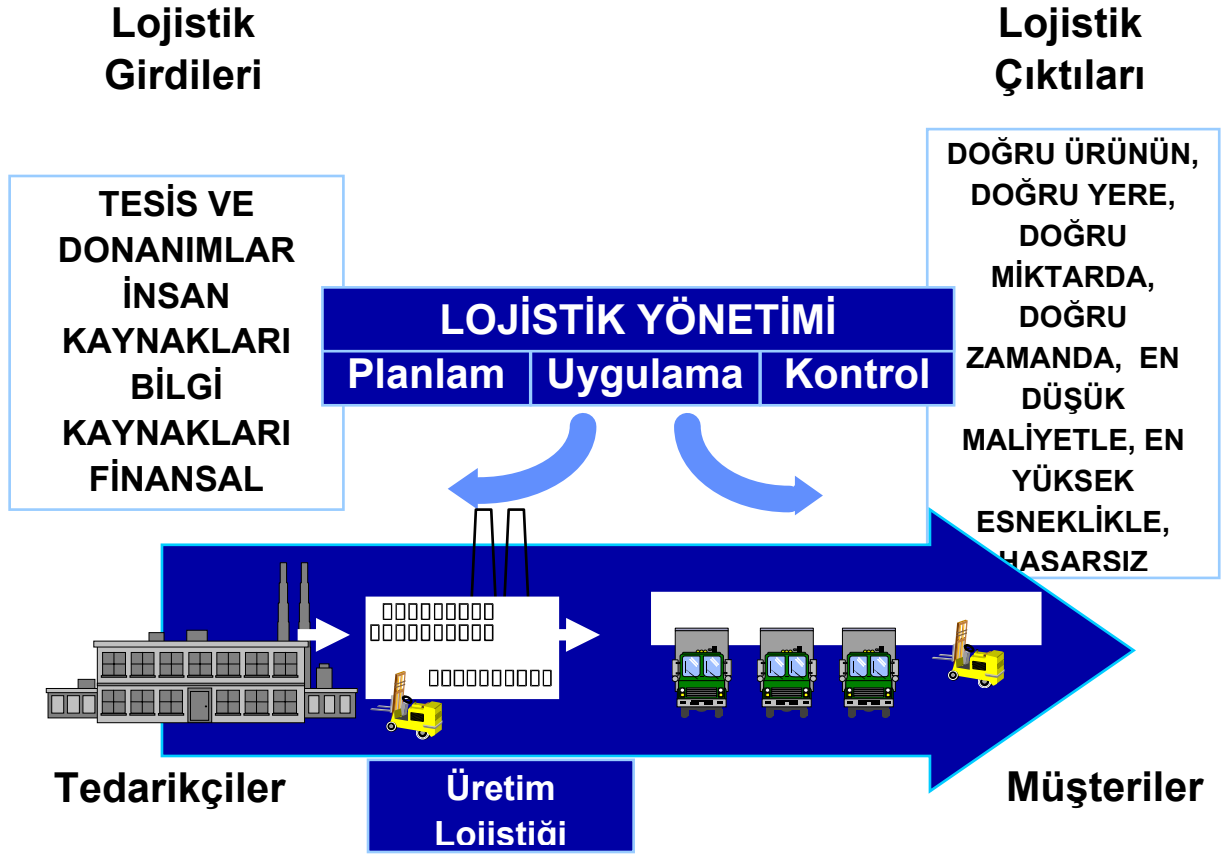 Lojistik
Girdileri
Lojistik
Çıktıları
TESİS VE
DONANIMLAR
İNSAN
KAYNAKLARI
BİLGİ
KAYNAKLARI
FİNANSAL
DOĞRU ÜRÜNÜN,
DOĞRU YERE,
DOĞRU
MİKTARDA,
DOĞRU
ZAMANDA, EN
DÜŞÜK
MALİYETLE, EN
YÜKSEK
ESNEKLİKLE,
HASARSIZ
LOJİSTİK YÖNETİMİ
Planlam Uygulama Kontrol
Tedarikçiler
Üretim
Lojistiği
Müşteriler